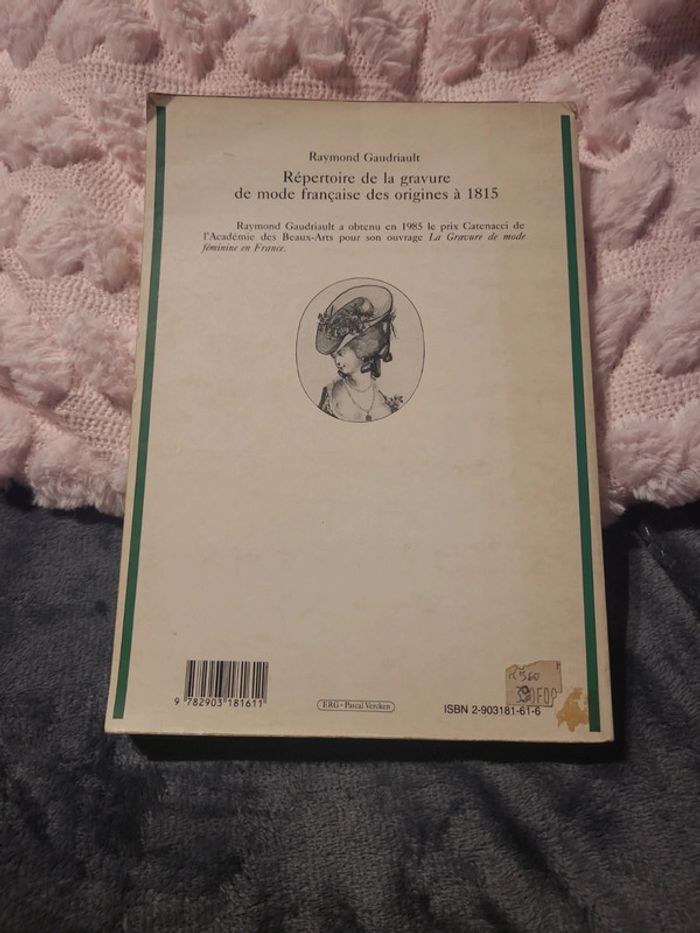 Raymond Gaudriault
Répertoire de la gravure
de mode française des origines à 1815
Raymond Gaudriault a obtenu en 1985 le prix Catenacci de
l'Académie des Beaux-Arts pour son ouvrage La Gravure de mode
féminine en France.
9 782903 181611
ERG - Pascal Vercken
560
ISBN 2-903181-61-6